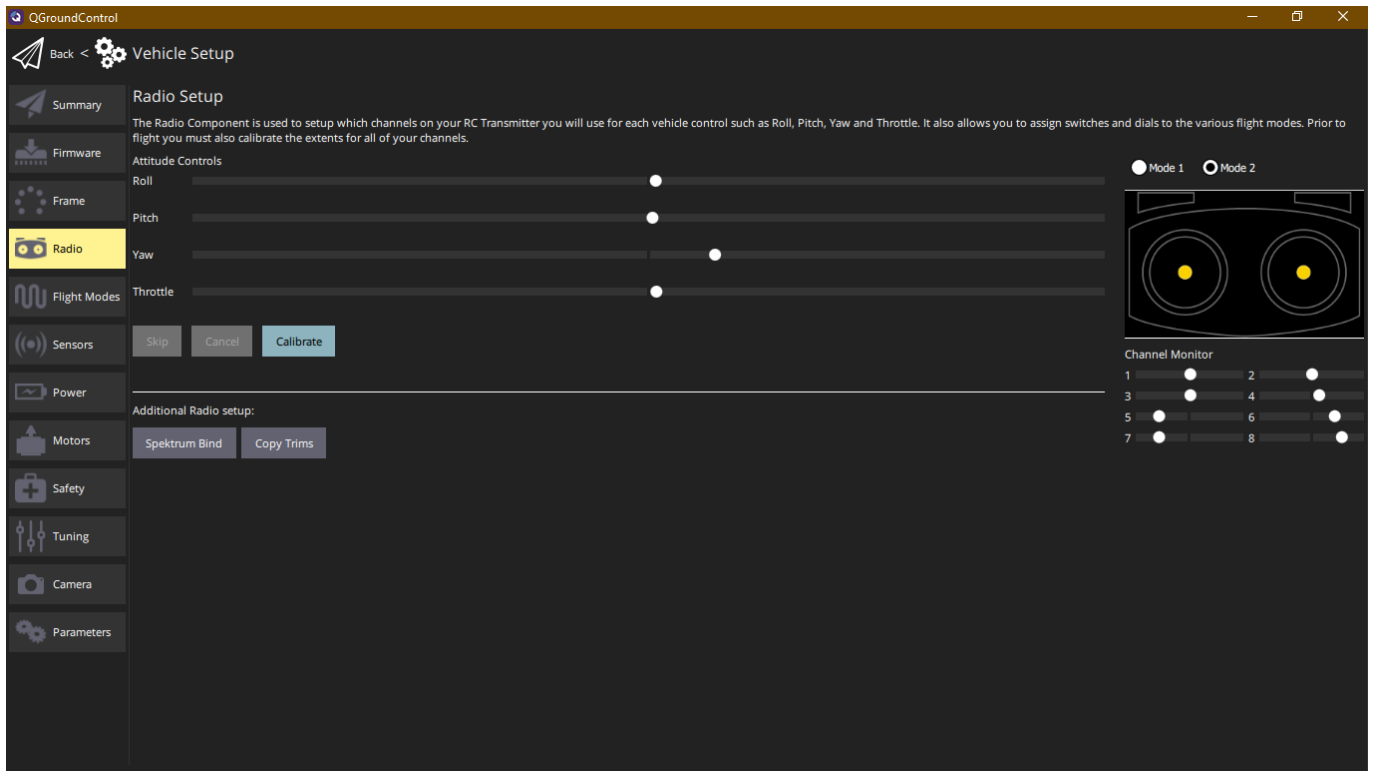 QGroundControl
Back < Vehicle Setup
Summary
Firmware
Frame
Radio
Flight Modes
Sensors
Power
Motors
Safety
Tuning
Camera
Parameters
Radio Setup
The Radio Component is used to setup which channels on your RC Transmitter you will use for each vehicle control such as Roll, Pitch, Yaw and Throttle. It also allows you to assign switches and dials to the various flight modes. Prior to
flight you must also calibrate the extents for all of your channels.
Attitude Controls
Roll
Pitch
Yaw
Throttle
Skip Cancel Calibrate
Additional Radio setup:
Spektrum Bind Copy Trims
Mode 1 Mode 2
Channel Monitor
1 2
3 4
5 6
7 8